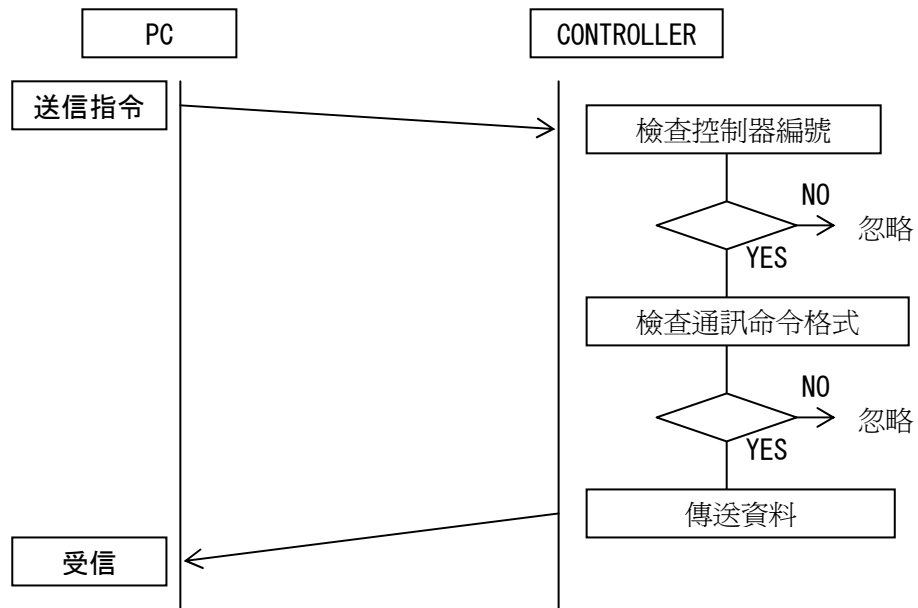 PC
CONTROLLER
送信指令
檢查控制器編號
NO
忽略
YES
檢查通訊命令格式
NO
忽略
YES
傳送資料
受信